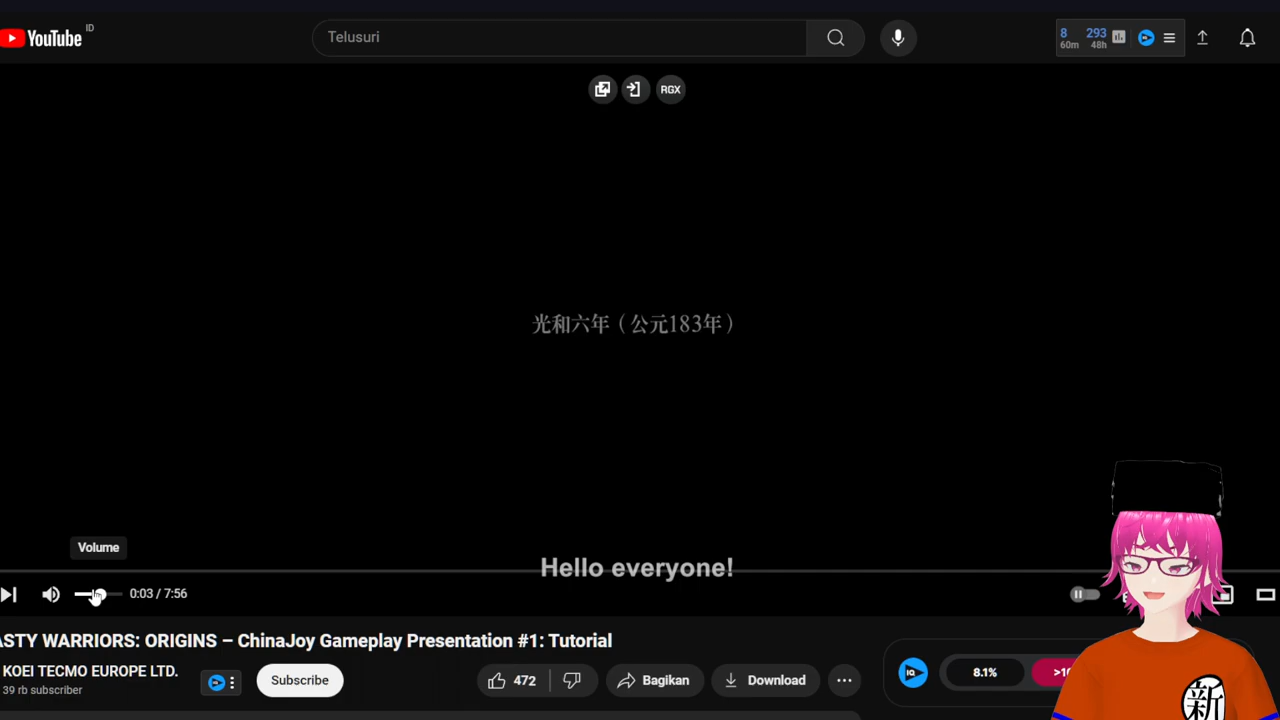 YouTube ID
Telusuri
8 293
60m 48h
RGX
光和六年（公元183年）
Hello everyone!
Volume
0:03 / 7:56
ASTY WARRIORS: ORIGINS – ChinaJoy Gameplay Presentation #1: Tutorial
KOEI TECMO EUROPE LTD.
39 rb subscriber
Subscribe
472
Bagikan
Download
IQ
8.1%
新